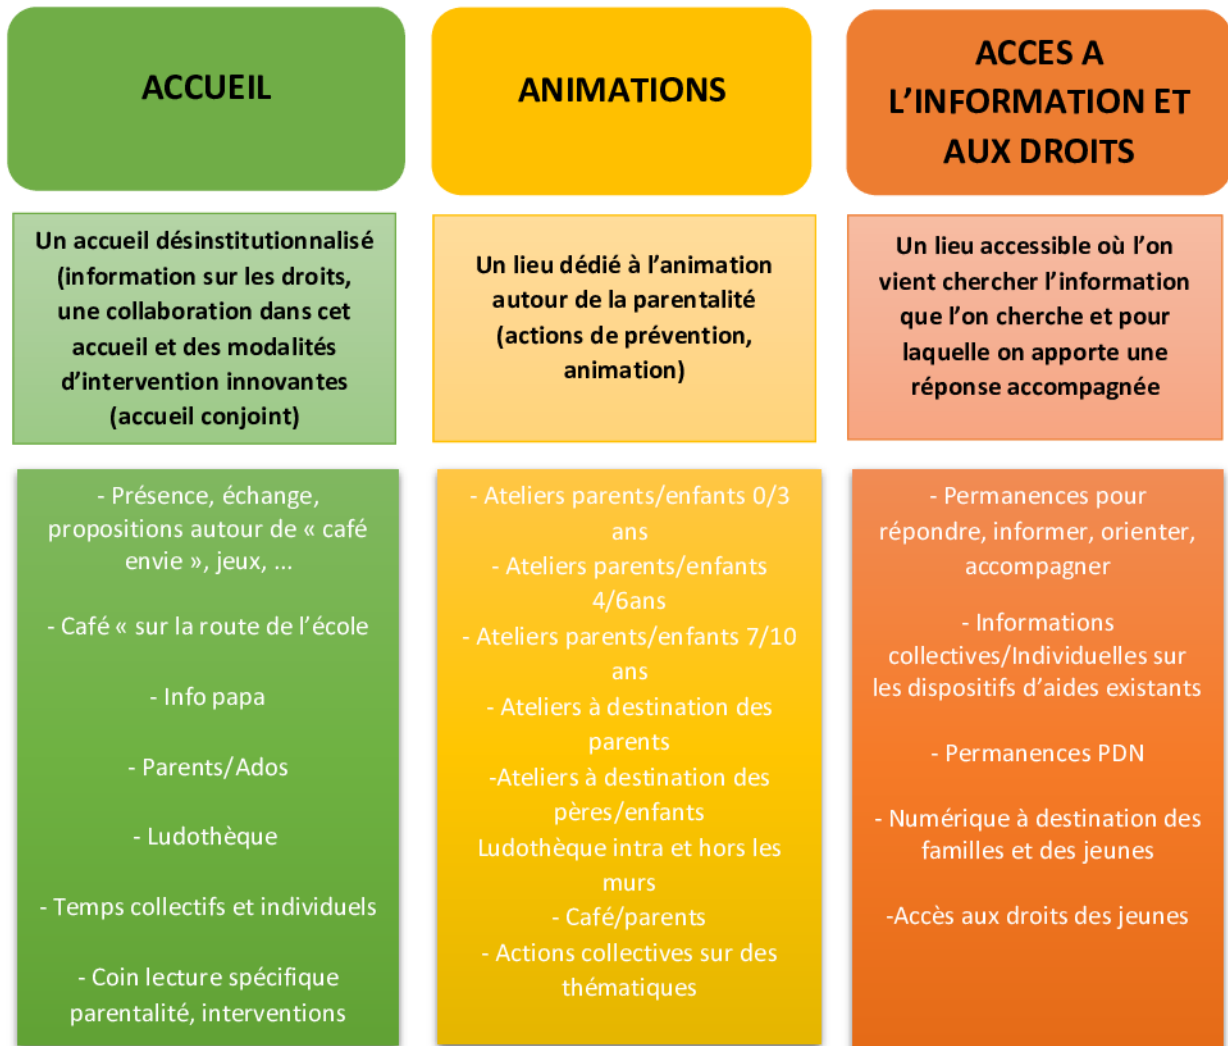 ACCUEIL
Un accueil désinstitutionnalisé
(information sur les droits,
une collaboration dans cet
accueil et des modalités
d’intervention innovantes
(accueil conjoint)
- Présence, échange,
propositions autour de « café
envie », jeux, ...
- Café « sur la route de l’école
- Info papa
- Parents/Ados
- Ludothèque
- Temps collectifs et individuels
- Coin lecture spécifique
parentalité, interventions
ANIMATIONS
Un lieu dédié à l’animation
autour de la parentalité
(actions de prévention,
animation)
- Ateliers parents/enfants 0/3
ans
- Ateliers parents/enfants
4/6ans
- Ateliers parents/enfants 7/10
ans
- Ateliers à destination des
parents
-Ateliers à destination des
pères/enfants
Ludothèque intra et hors les
murs
- Café/parents
- Actions collectives sur des
thématiques
ACCES A
L’INFORMATION ET
AUX DROITS
Un lieu accessible où l’on
vient chercher l’information
que l’on cherche et pour
laquelle on apporte une
réponse accompagnée
- Permanences pour
répondre, informer, orienter,
accompagner
- Informations
collectives/Individuelles sur
les dispositifs d’aides existants
- Permanences PDN
- Numérique à destination des
familles et des jeunes
-Accès aux droits des jeunes